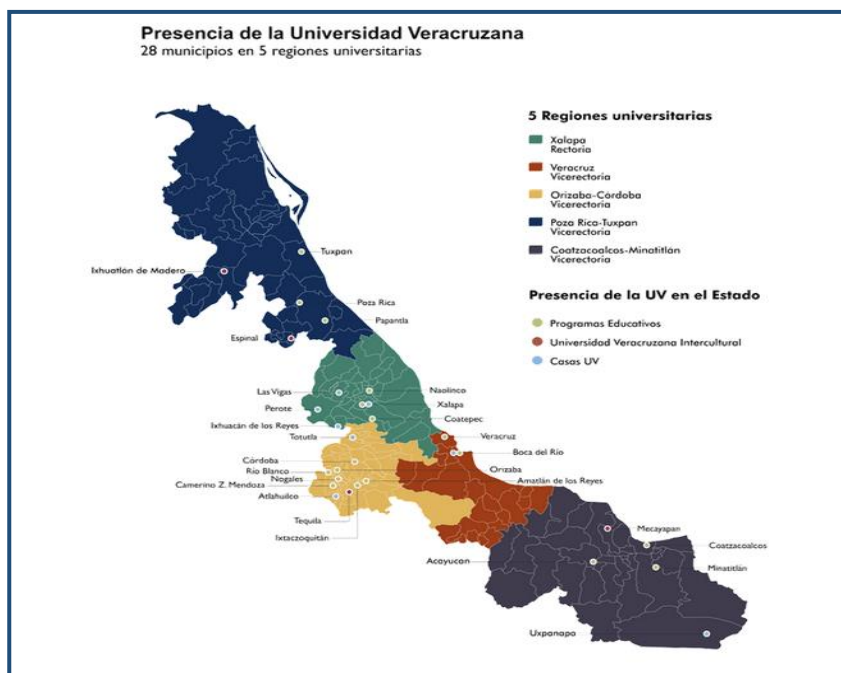 Presencia de la Universidad Veracruzana
28 municipios en 5 regiones universitarias
5 Regiones universitarias
Xalapa
Rectoría
Veracruz
Vicerectoría
Orizaba-Córdoba
Vicerectoría
Poza Rica-Tuxpan
Vicerectoría
Coatzacoalcos-Minatitlán
Vicerectoría
Presencia de la UV en el Estado
Programas Educativos
Universidad Veracruzana Intercultural
Casas UV
Tuxpan
Ixhuatlán de Madero
Poza Rica
Papantla
Espinal
Las Vigas
Naolinco
Perote
Xalapa
Coatepec
Ixhuacán de los Reyes
Totutla
Veracruz
Boca del Río
Córdoba
Río Blanco
Orizaba
Nogales
Amatlán de los Reyes
Camerino Z. Mendoza
Atlahuilco
Tequila
Ixtaczoquitán
Mecayapan
Coatzacoalcos
Acayucan
Minatitlán
Uxpanapa